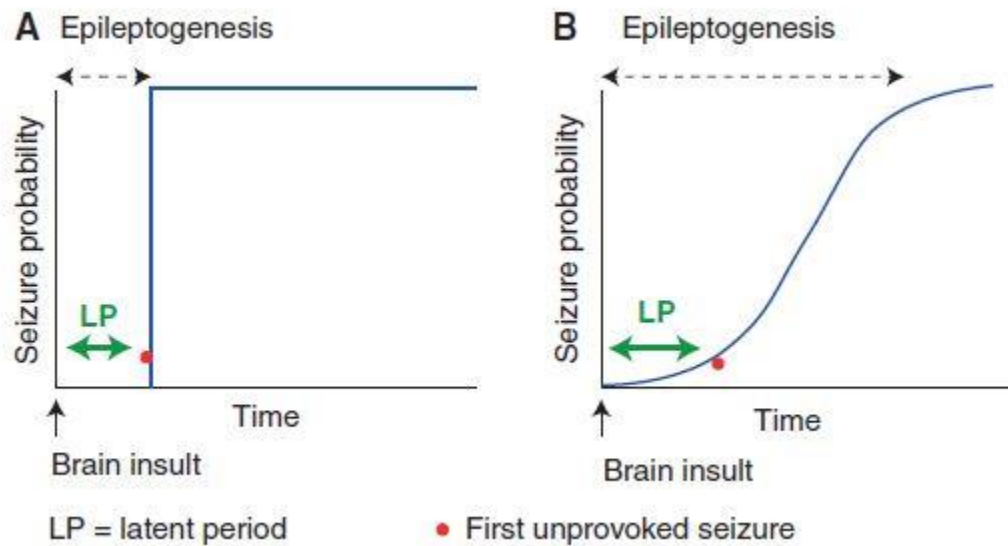 A Epileptogenesis
Seizure probability
LP
Time
Brain insult
B Epileptogenesis
Seizure probability
LP
Time
Brain insult
LP = latent period
First unprovoked seizure